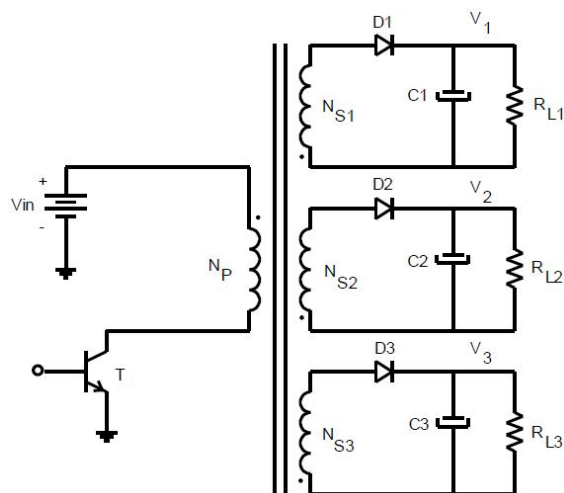 D1
V1
NS1
C1
RL1
+
Vin
-
NP
T
D2
V2
NS2
C2
RL2
D3
V3
NS3
C3
RL3